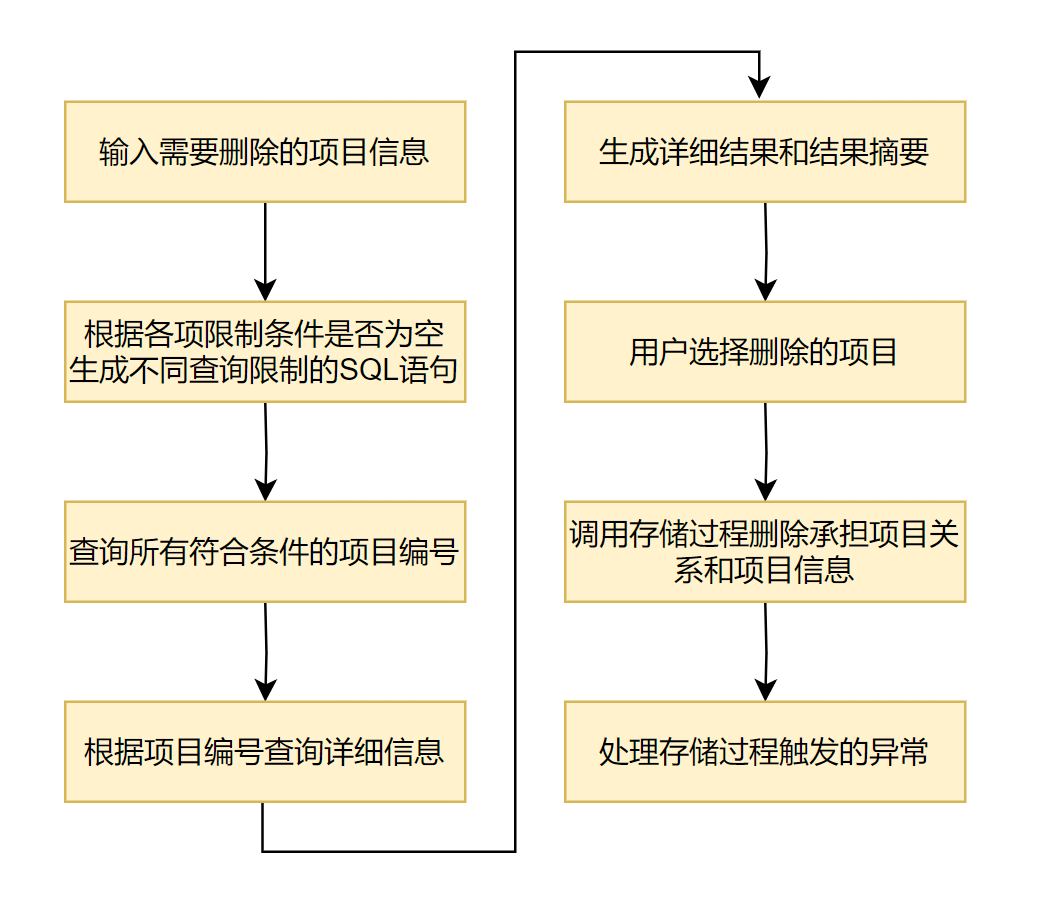 输入需要删除的项目信息
根据各项限制条件是否为空
生成不同查询限制的SQL语句
查询所有符合条件的项目编号
根据项目编号查询详细信息
生成详细结果和结果摘要
用户选择删除的项目
调用存储过程删除承担项目关
系和项目信息
处理存储过程触发的异常